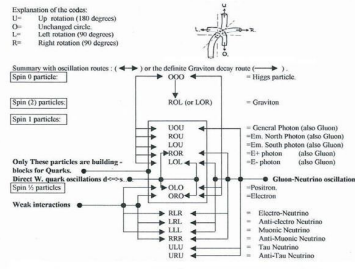 Explanation of the codes:
U= Up rotation (180 degrees)
O= Unchanged circle.
L= Left rotation (90 degrees)
R= Right rotation (90 degrees)
U
L R
O
Summary with oscillation routes : ( ) or the definite Graviton decay route ( ) .
Spin 0 particle: OOO = Higgs particle.
ROL (or LOR) = Graviton
Spin (2) particles:
Spin 1 particles:
UOU = General Photon (also Gluon)
ROU =Em. North Photon (also Gluon)
LOU =Em. South photon (also Gluon)
ROR =E+ photon (also Gluon)
LOL =E- photon (also Gluon)
Only These particles are building -
blocks for Quarks.
Direct W. quark oscillations d<=>s Gluon-Neutrino oscillation
Spin ½ particles OLO =Positron.
ORO =Electron
Weak interactions
RLR = Electro-Neutrino
LRL = Anti-electro Neutrino
LLL = Muonic Neutrino
RRR = Anti-Muonic Neutrino
ULU = Tau Neutrino
URU = Anti-Tau Neutrino